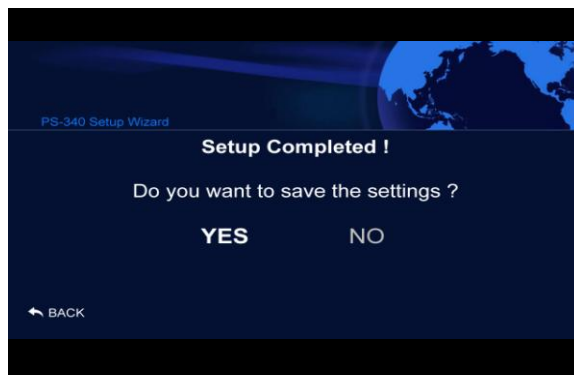 PS-340 Setup Wizard
Setup Completed !
Do you want to save the settings ?
YES NO
BACK